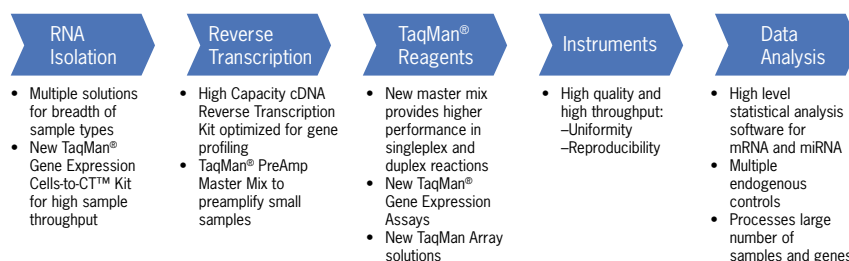 RNA
Isolation
• Multiple solutions
for breadth of
sample types
• New TaqMan®
Gene Expression
Cells-to-CT™ Kit
for high sample
throughput
Reverse
Transcription
• High Capacity cDNA
Reverse Transcription
Kit optimized for gene
profiling
• TaqMan® PreAmp
Master Mix to
preamplify small
samples
TaqMan®
Reagents
• New master mix
provides higher
performance in
singleplex and
duplex reactions
• New TaqMan®
Gene Expression
Assays
• New TaqMan Array
solutions
Instruments
• High quality and
high throughput:
–Uniformity
–Reproducibility
Data
Analysis
• High level
statistical analysis
software for
mRNA and miRNA
• Multiple
endogenous
controls
• Processes large
number of
samples and genes